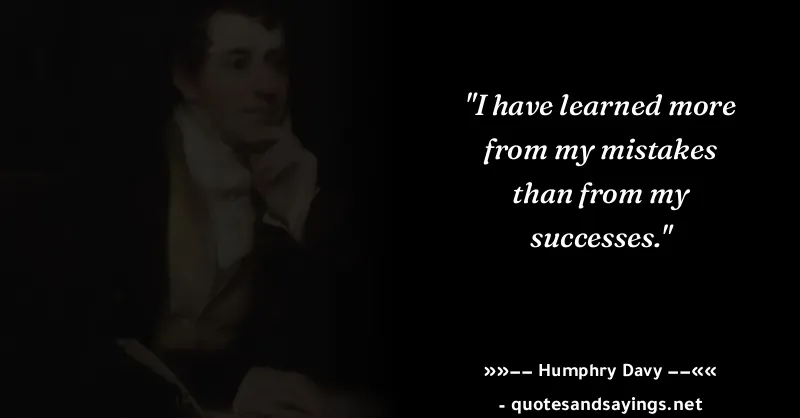 "I have learned more
from my mistakes
than from my
successes."
»»−− Humphry Davy −−««
- quotesandsayings.net